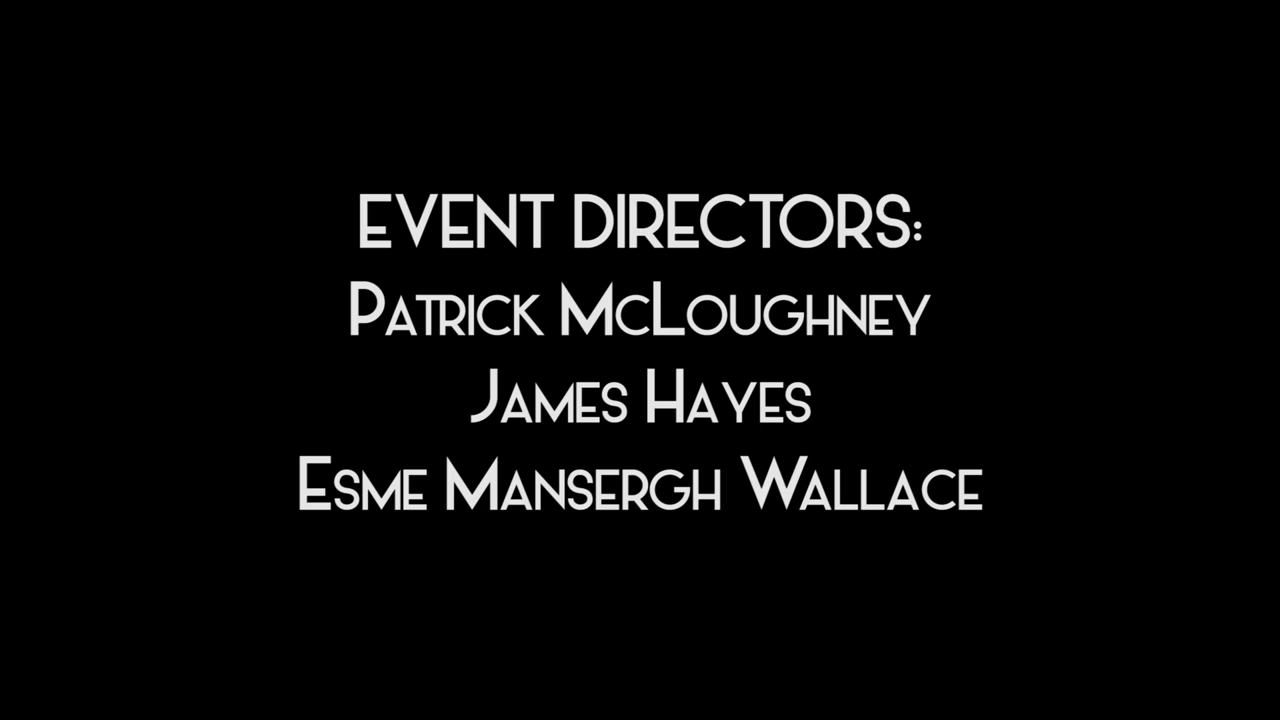 EVENT DIRECTORS:
PATRICK MCLOUGHNEY
JAMES HAYES
ESME MANSERGH WALLACE